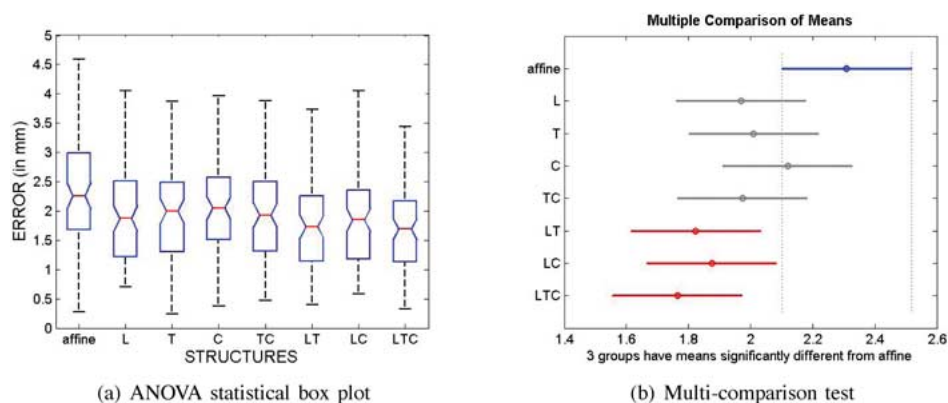 5
4.5
4
3.5
3
2.5
2
1.5
1
0.5
0
ERROR (in mm)
affine L T C TC LT LC LTC
STRUCTURES
(a) ANOVA statistical box plot
Multiple Comparison of Means
affine
L
T
C
TC
LT
LC
LTC
1.4 1.6 1.8 2 2.2 2.4 2.6
3 groups have means significantly different from affine
(b) Multi-comparison test